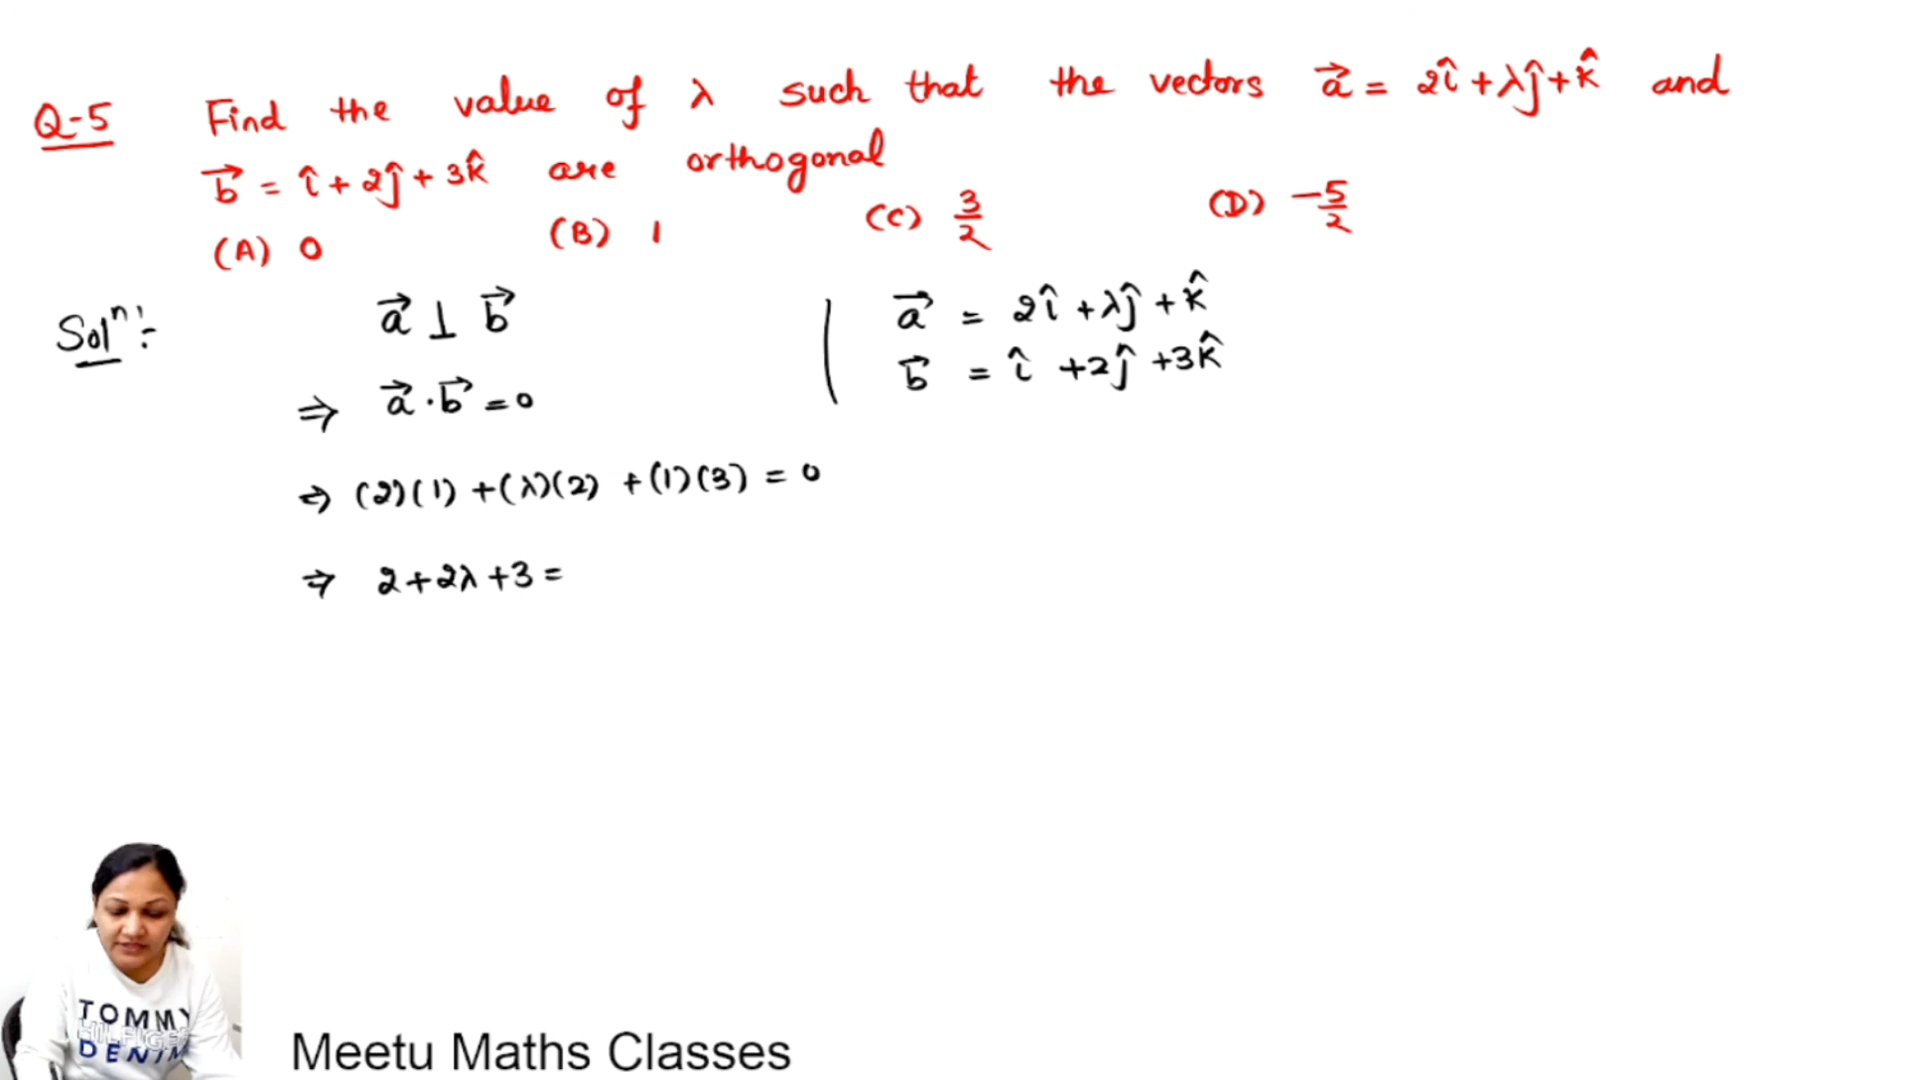 Q-5 Find the value of λ such that the vectors a⃗ = 2î + λĵ + k̂ and
b⃗ = î + 2ĵ + 3k̂ are orthogonal
(A) 0 (B) 1 (C) 3/2 (D) -5/2
Solⁿ:- a⃗ ⊥ b⃗
a⃗ = 2î + λĵ + k̂
b⃗ = î + 2ĵ + 3k̂
⇒ a⃗ · b⃗ = 0
⇒ (2)(1) + (λ)(2) + (1)(3) = 0
⇒ 2 + 2λ + 3 =
TOMMY
HILFIGER
DENIM
Meetu Maths Classes